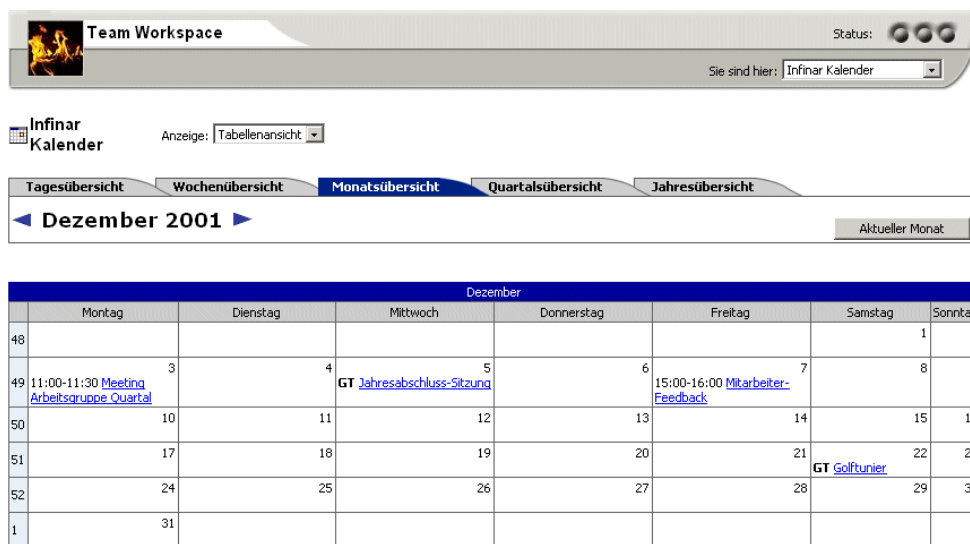 Team Workspace
Status:
Sie sind hier: Infinar Kalender
Infinar
Kalender
Anzeige: Tabellenansicht
Tagesübersicht Wochenübersicht Monatsübersicht Quartalsübersicht Jahresübersicht
Dezember 2001
Aktueller Monat
Dezember
Montag Dienstag Mittwoch Donnerstag Freitag Samstag Sonnta
48 1
3 4 5 6 7 8
49 11:00-11:30 Meeting GT Jahresabschluss-Sitzung 15:00-16:00 Mitarbeiter-
Arbeitsgruppe Quartal Feedback
10 11 12 13 14 15 1
50
17 18 19 20 21 22 2
51 GT Golftunier
24 25 26 27 28 29 3
52
31
1